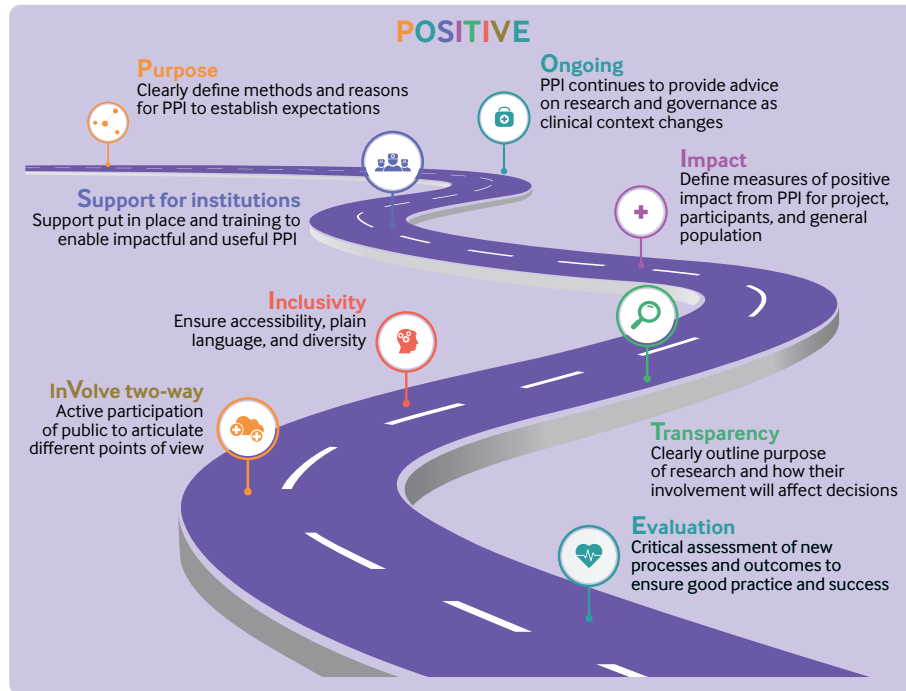 POSITIVE
Purpose
Clearly define methods and reasons
for PPI to establish expectations
Ongoing
PPI continues to provide advice
on research and governance as
clinical context changes
Support for institutions
Support put in place and training to
enable impactful and useful PPI
Impact
Define measures of positive
impact from PPI for project,
participants, and general
population
Inclusivity
Ensure accessibility, plain
language, and diversity
Transparency
Clearly outline purpose
of research and how their
involvement will affect decisions
InVolve two-way
Active participation
of public to articulate
different points of view
Evaluation
Critical assessment of new
processes and outcomes to
ensure good practice and success